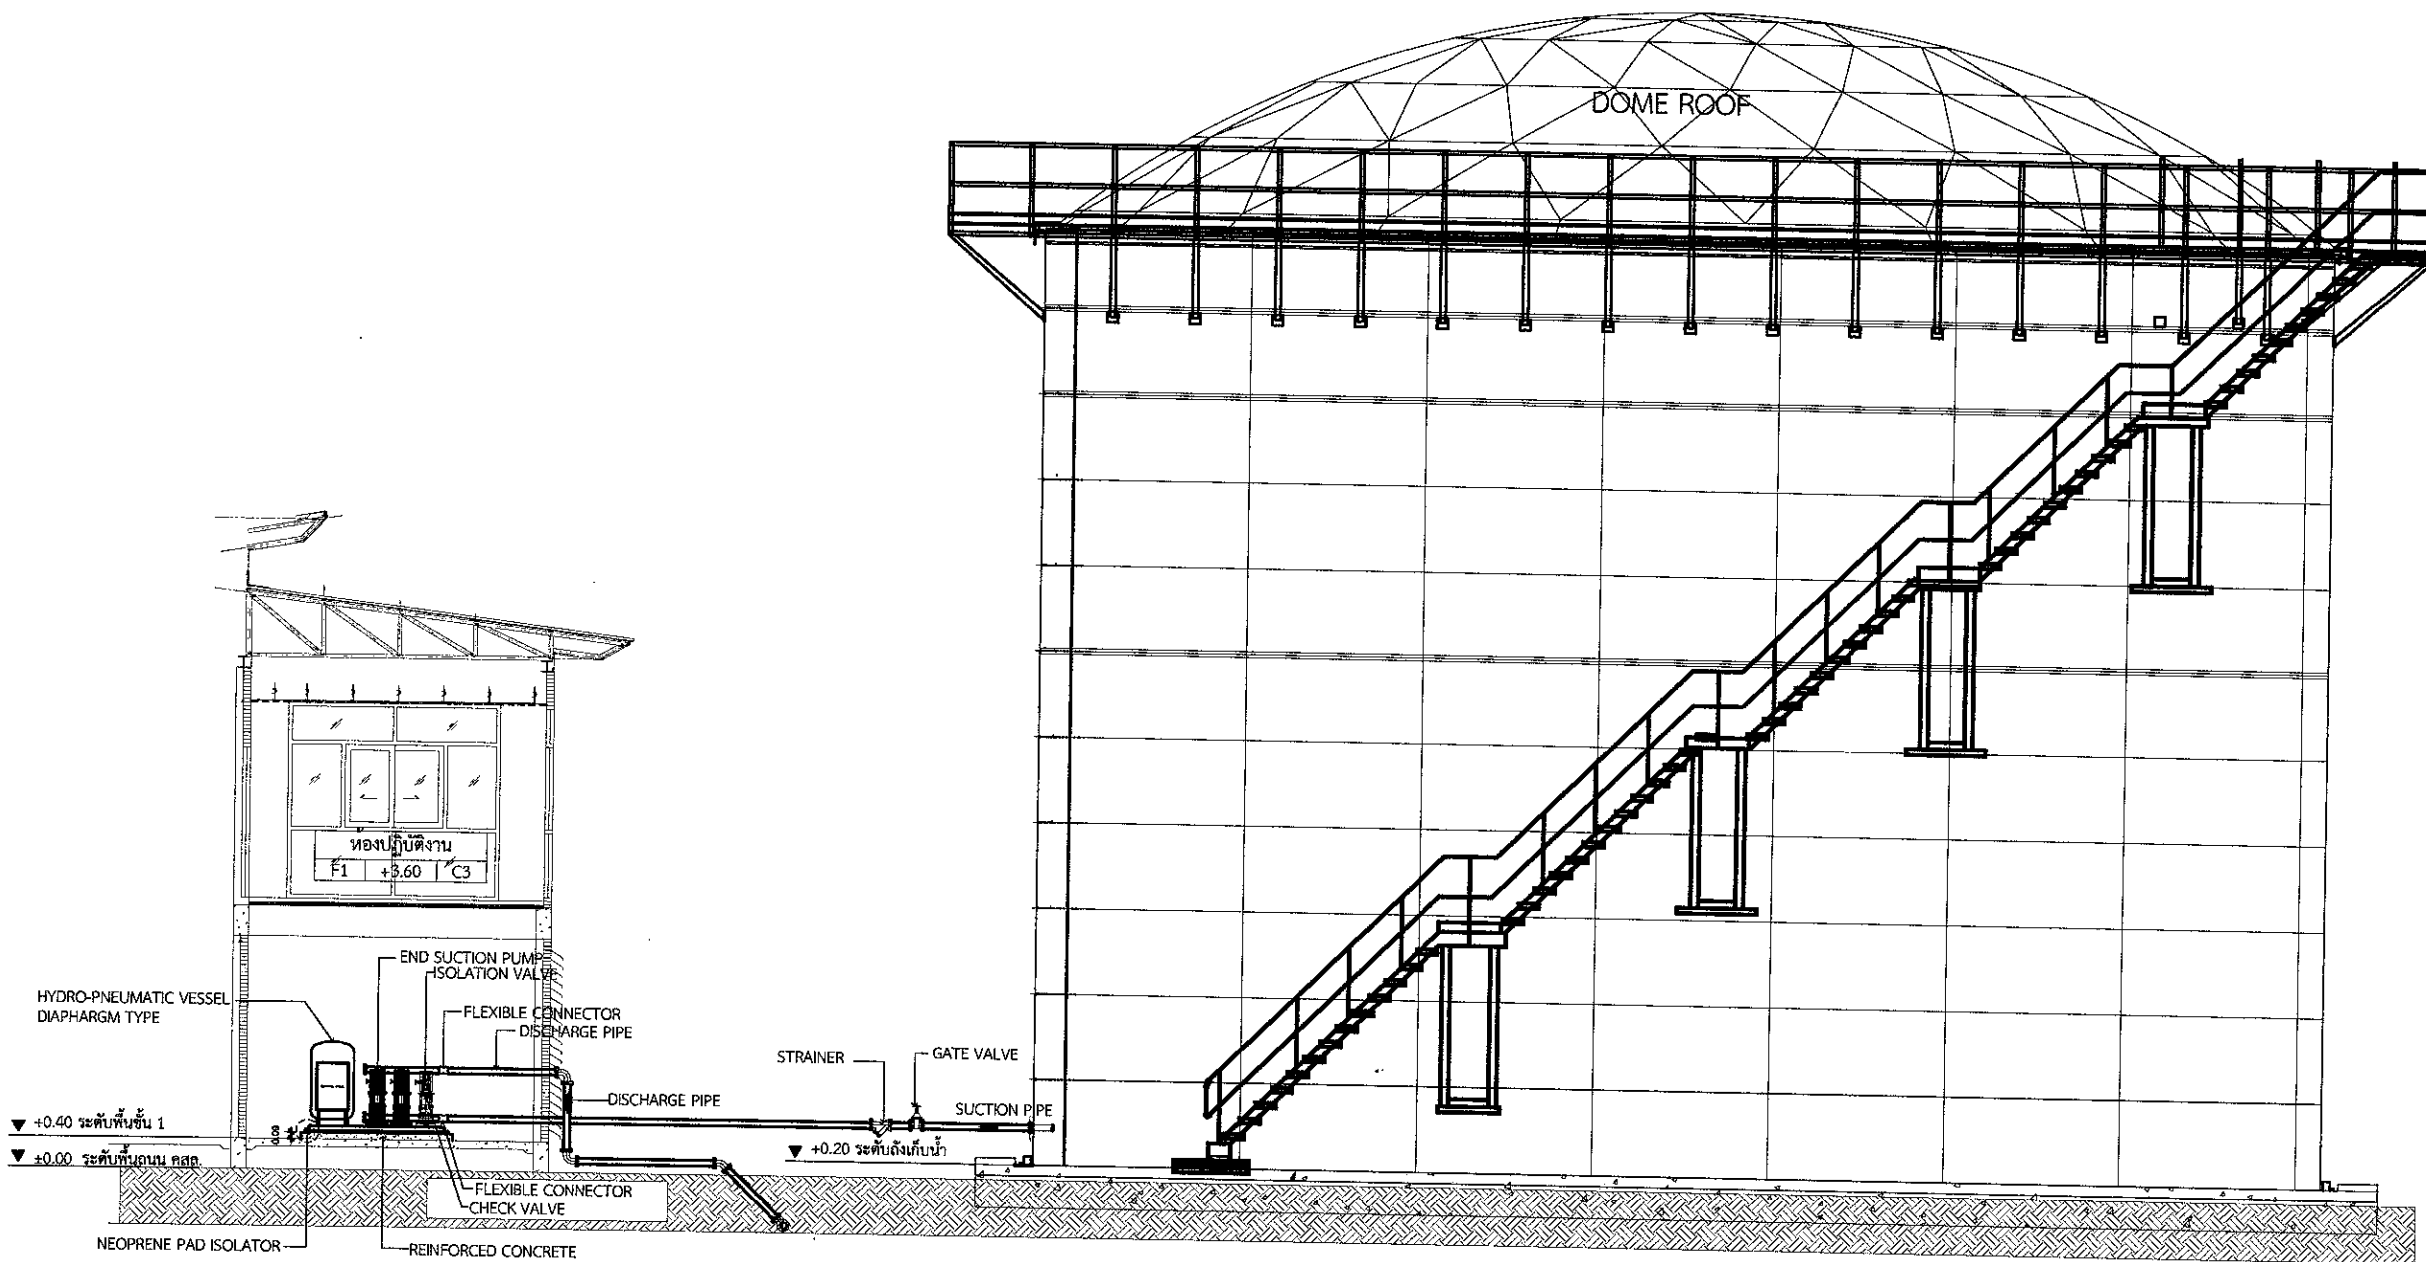 DOME ROOF
ห้องปฏิบัติงาน
F1 +3.60 C3
END SUCTION PUMP
ISOLATION VALVE
HYDRO-PNEUMATIC VESSEL
DIAPHARGM TYPE
FLEXIBLE CONNECTOR
DISCHARGE PIPE
STRAINER
GATE VALVE
DISCHARGE PIPE
SUCTION PIPE
+0.40 ระดับพื้นชั้น 1
±0.00 ระดับพื้นถนน คสล.
+0.20 ระดับถังเก็บน้ำ
FLEXIBLE CONNECTOR
CHECK VALVE
NEOPRENE PAD ISOLATOR
REINFORCED CONCRETE